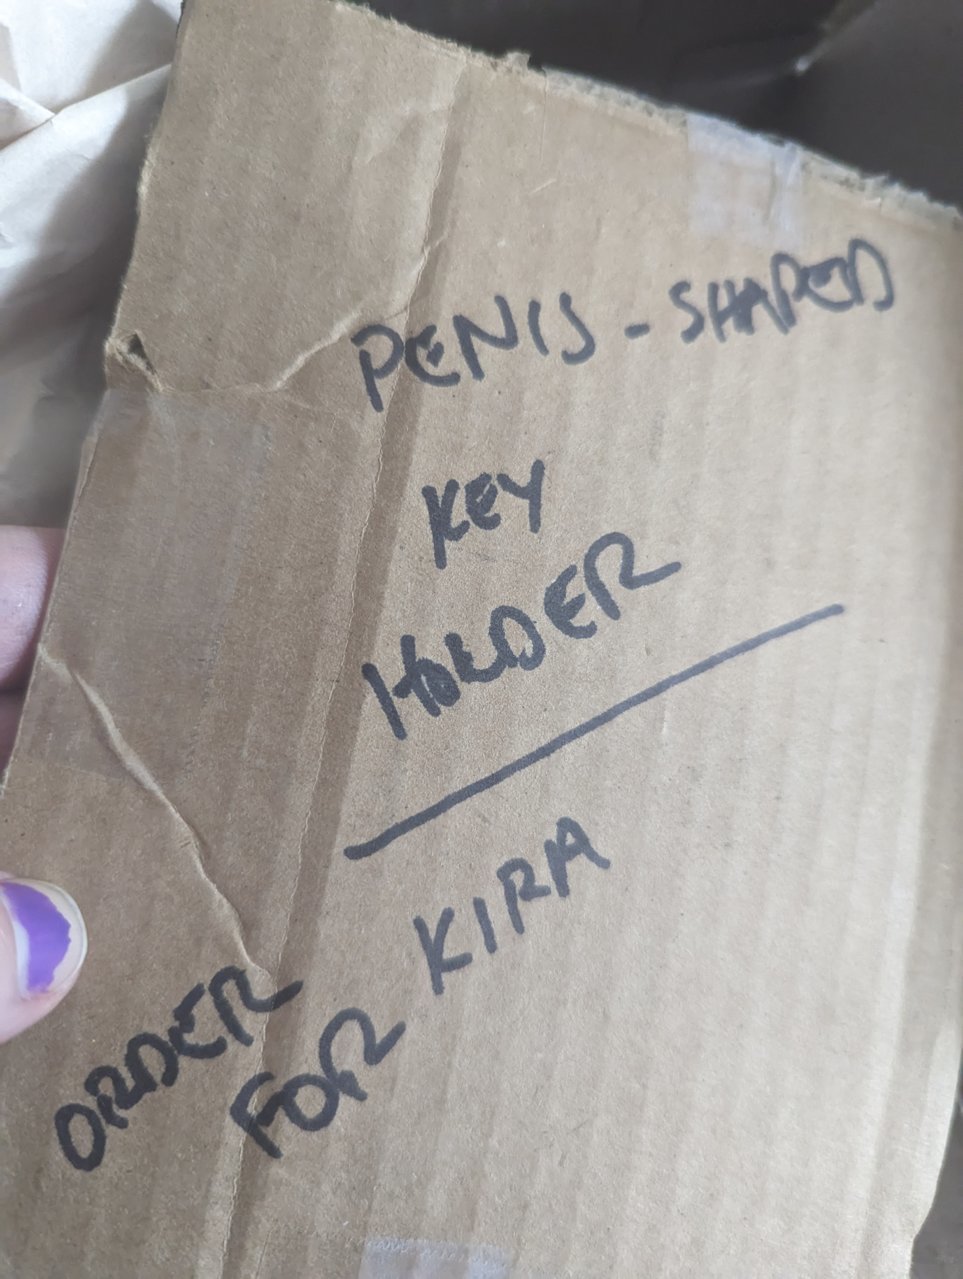 PENIS-SHAPED
KEY
HOLDER
ORDER
FOR KIRA